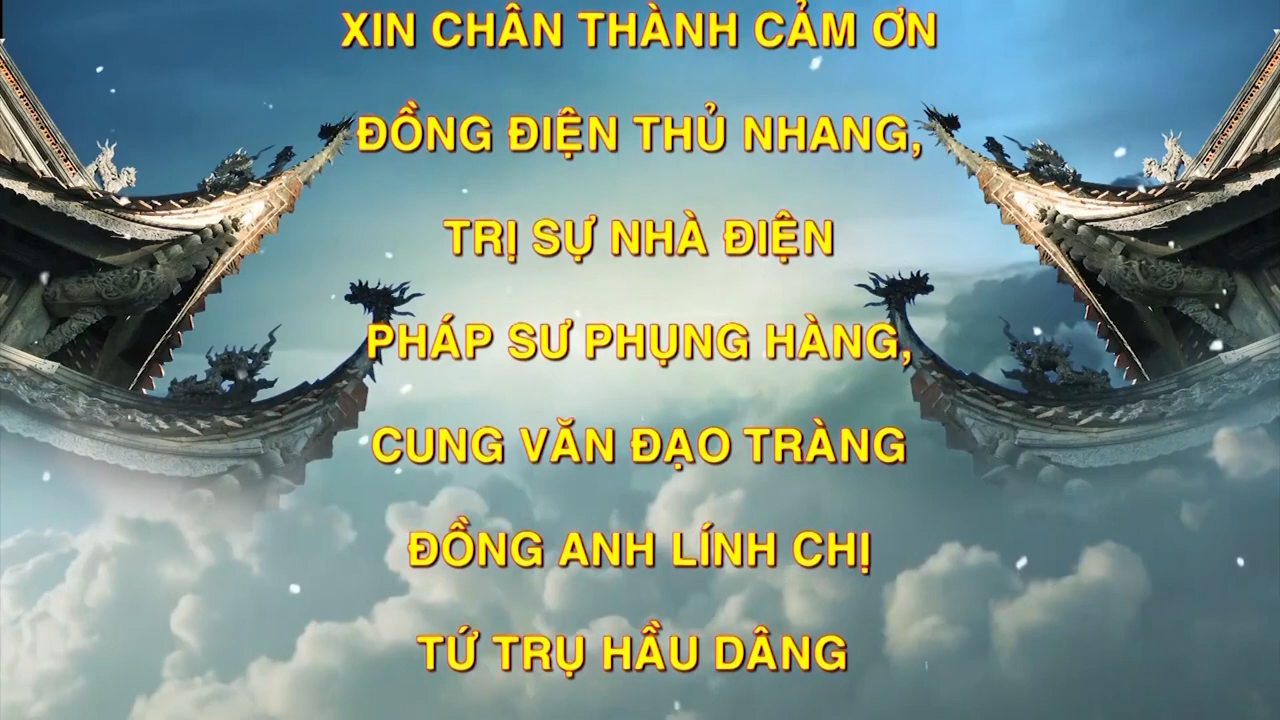 XIN CHÂN THÀNH CẢM ƠN
ĐỒNG ĐIỆN THỦ NHANG,
TRỊ SỰ NHÀ ĐIỆN
PHÁP SƯ PHỤNG HÀNG,
CUNG VĂN ĐẠO TRÀNG
ĐỒNG ANH LÍNH CHỊ
TỨ TRỤ HẦU DÂNG